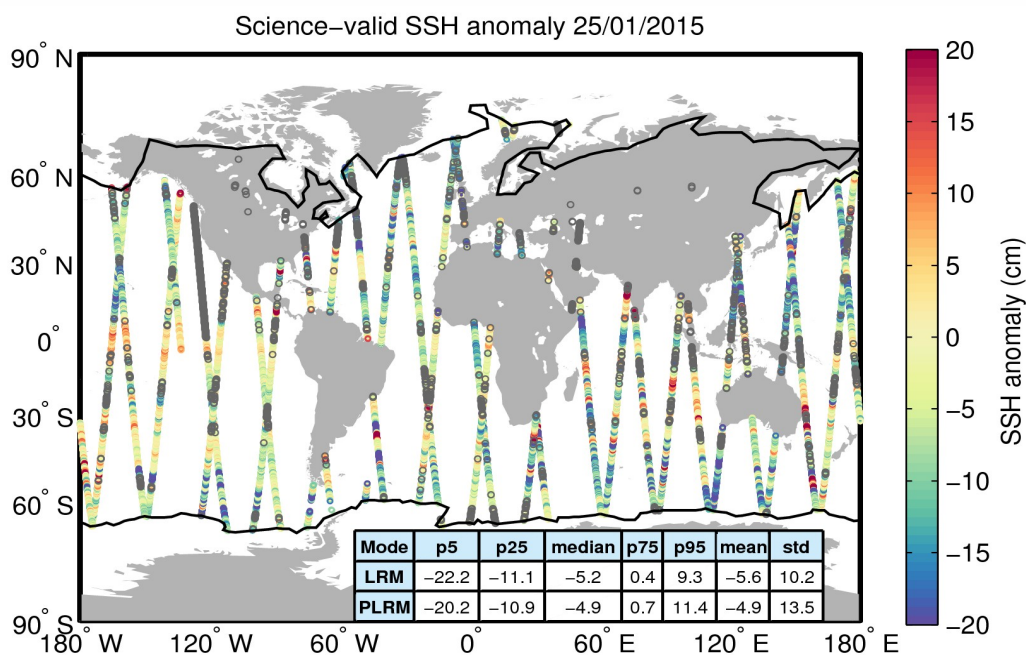 Science−valid SSH anomaly 25/01/2015
90° N
60° N
30° N
0°
30° S
60° S
90° S
180° W
120° W
60° W
0°
60° E
120° E
180° E
Mode p5 p25 median p75 p95 mean std
LRM −22.2 −11.1 −5.2 0.4 9.3 −5.6 10.2
PLRM −20.2 −10.9 −4.9 0.7 11.4 −4.9 13.5
20
15
10
5
0
−5
−10
−15
−20
SSH anomaly (cm)